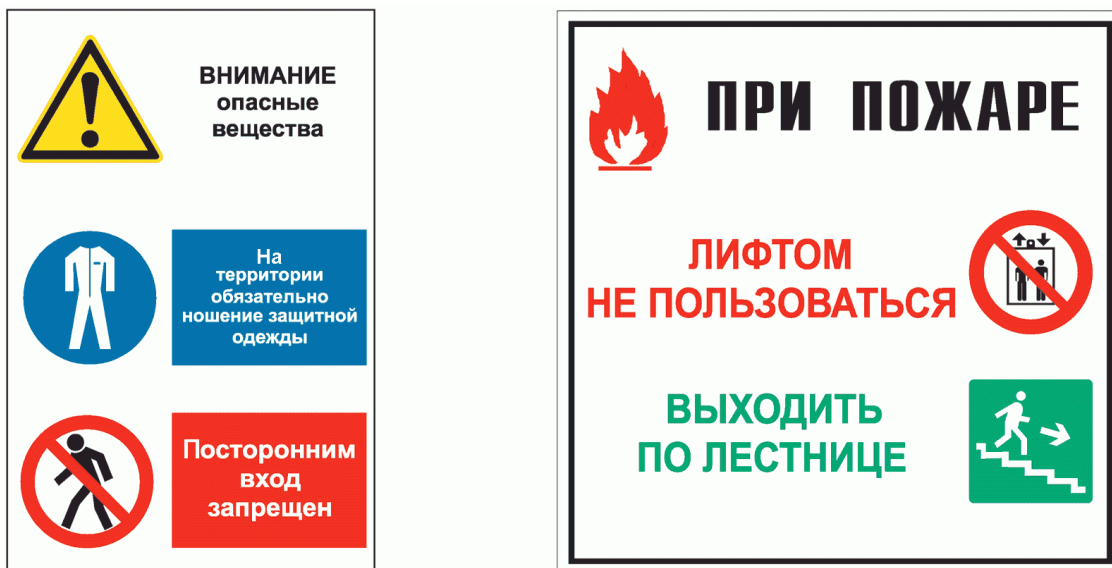 ВНИМАНИЕ
опасные
вещества
На
территории
обязательно
ношение защитной
одежды
Посторонним
вход
запрещен
ПРИ ПОЖАРЕ
ЛИФТОМ
НЕ ПОЛЬЗОВАТЬСЯ
ВЫХОДИТЬ
ПО ЛЕСТНИЦЕ